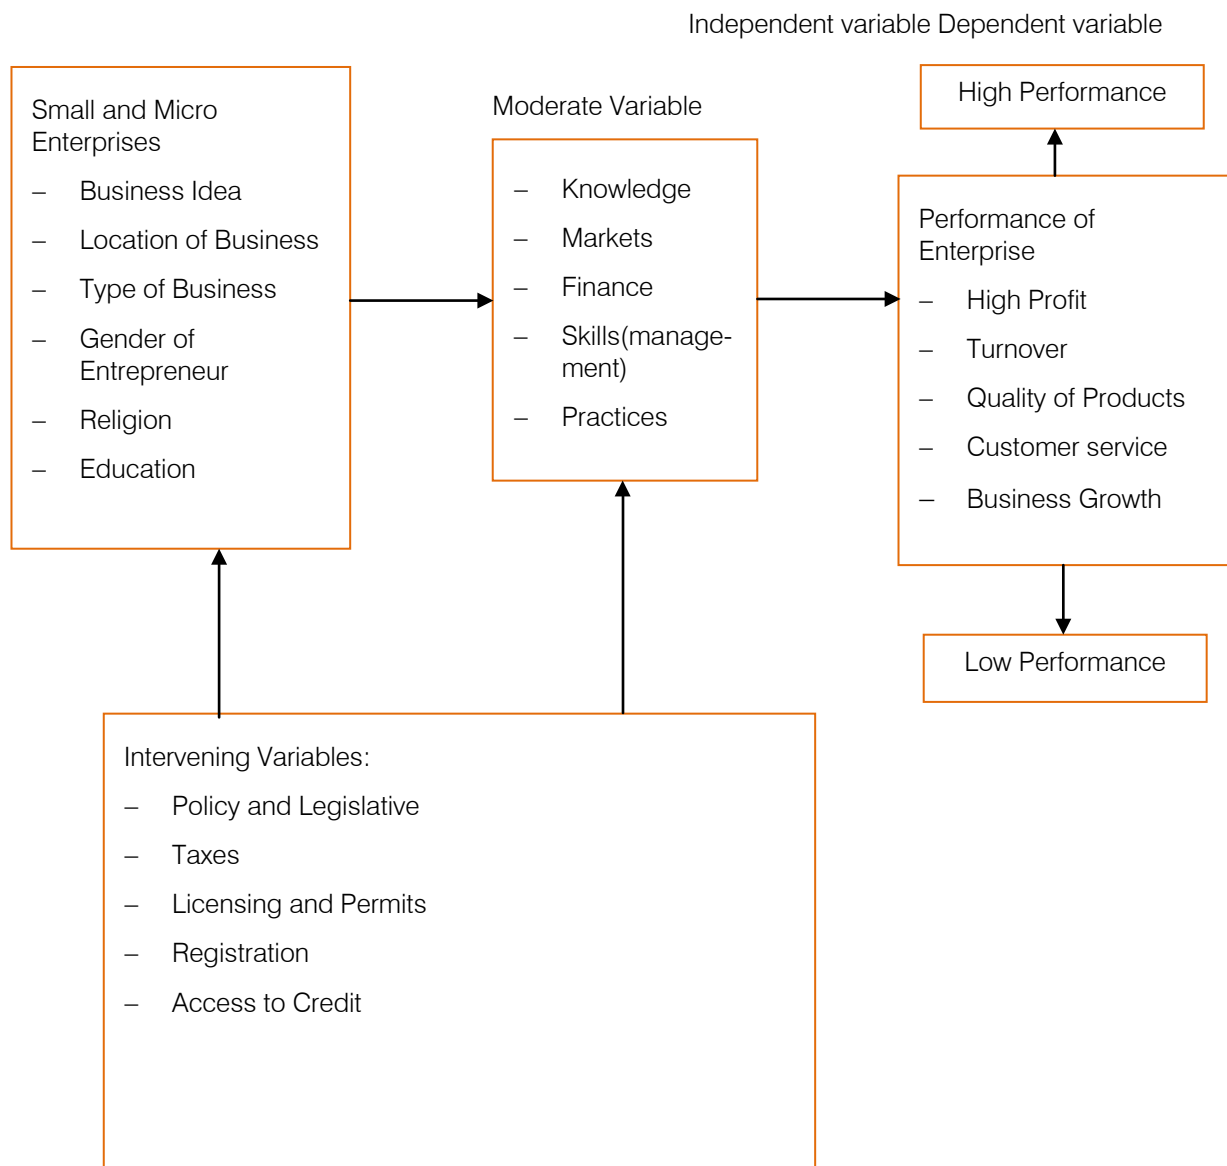 Independent variable Dependent variable
Small and Micro
Enterprises
– Business Idea
– Location of Business
– Type of Business
– Gender of
Entrepreneur
– Religion
– Education
Moderate Variable
– Knowledge
– Markets
– Finance
– Skills(manage-
ment)
– Practices
High Performance
Performance of
Enterprise
– High Profit
– Turnover
– Quality of Products
– Customer service
– Business Growth
Low Performance
Intervening Variables:
– Policy and Legislative
– Taxes
– Licensing and Permits
– Registration
– Access to Credit